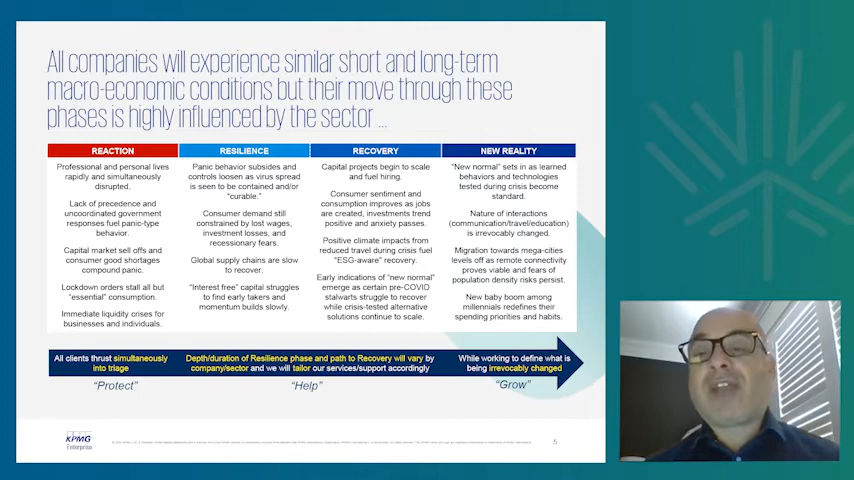 All companies will experience similar short and long-term
macro-economic conditions but their move through these
phases is highly influenced by the sector ...
REACTION
Professional and personal lives
rapidly and simultaneously
disrupted.
Lack of precedence and
uncoordinated government
responses fuel panic-type
behavior.
Capital market sell offs and
consumer good shortages
compound panic.
Lockdown orders stall all but
“essential” consumption.
Immediate liquidity crises for
businesses and individuals.
RESILIENCE
Panic behavior subsides and
controls loosen as virus spread
is seen to be contained and/or
“curable.”
Consumer demand still
constrained by lost wages,
investment losses, and
recessionary fears.
Global supply chains are slow
to recover.
“Interest free” capital struggles
to find early takers and
momentum builds slowly.
RECOVERY
Capital projects begin to scale
and fuel hiring.
Consumer sentiment and
consumption improve as jobs
are created, investments trend
positive and anxiety passes.
Positive climate impacts from
reduced travel during crisis fuel
“ESG-aware” recovery.
Early indications of “new normal”
emerge as certain pre-COVID
stalwarts struggle to recover
while crisis-tested alternative
solutions continue to scale.
NEW REALITY
“New normal” sets in as learned
behaviors and technologies
tested during crisis become
standard.
Nature of interactions
(communication/travel/education)
is irrevocably changed.
Migration towards mega-cities
levels off as remote connectivity
proves viable and fears of
population density risks persist.
New baby boom among
millennials redefines their
spending priorities and habits.
All clients thrust simultaneously
into triage
Depth/duration of Resilience phase and path to Recovery will vary by
company/sector and we will tailor our services/support accordingly
While working to define what is
being irrevocably changed
“Protect”
“Help”
“Grow”
KPMG
Enterprise
5